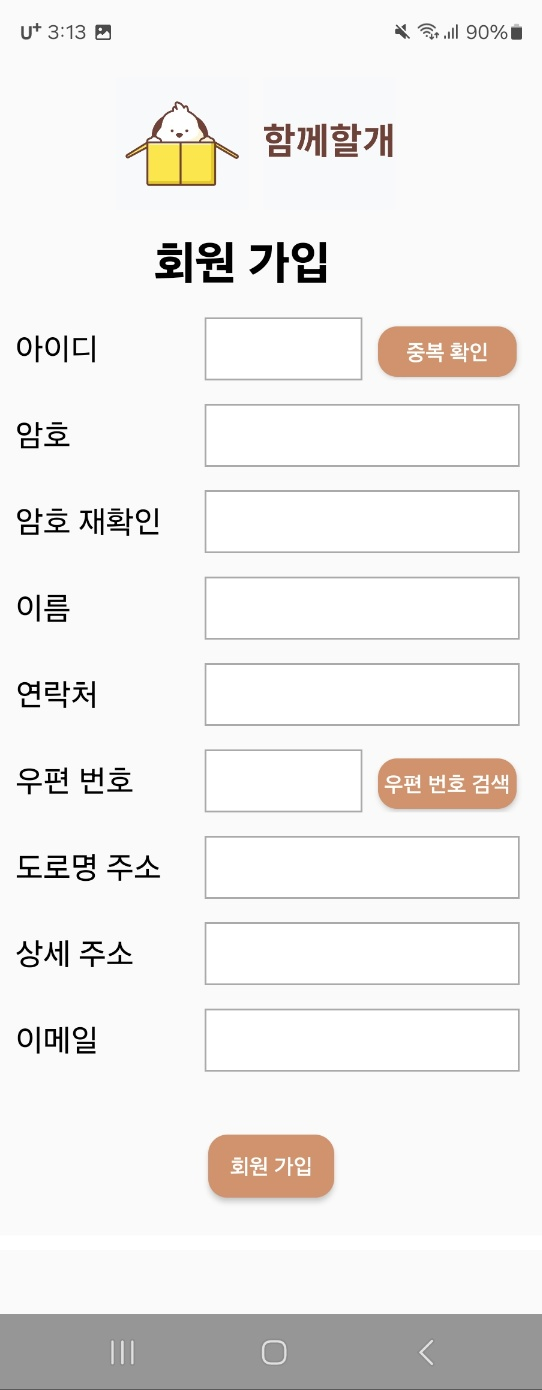 U+ 3:13 90%
함께할개
회원 가입
아이디 중복 확인
암호
암호 재확인
이름
연락처
우편 번호 우편 번호 검색
도로명 주소
상세 주소
이메일
회원 가입